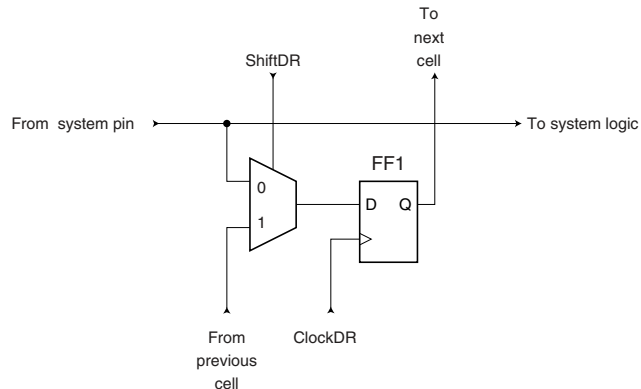 To
next
cell
ShiftDR
From system pin
To system logic
FF1
0
D Q
1
From
previous
cell
ClockDR